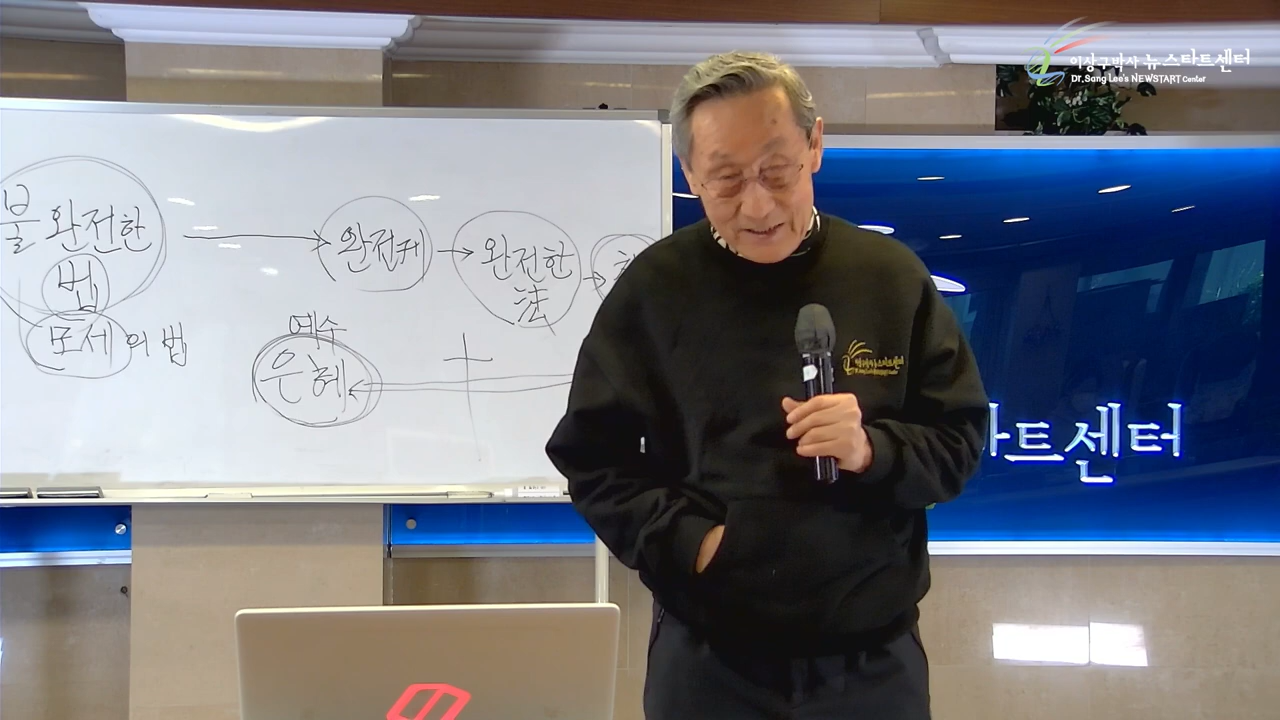 이상구박사 뉴스타트센터
Dr.Sang Lee's NEWSTART Center
불완전한
법
모세의 법
완전케
완전한
法
예수
은혜
트센터